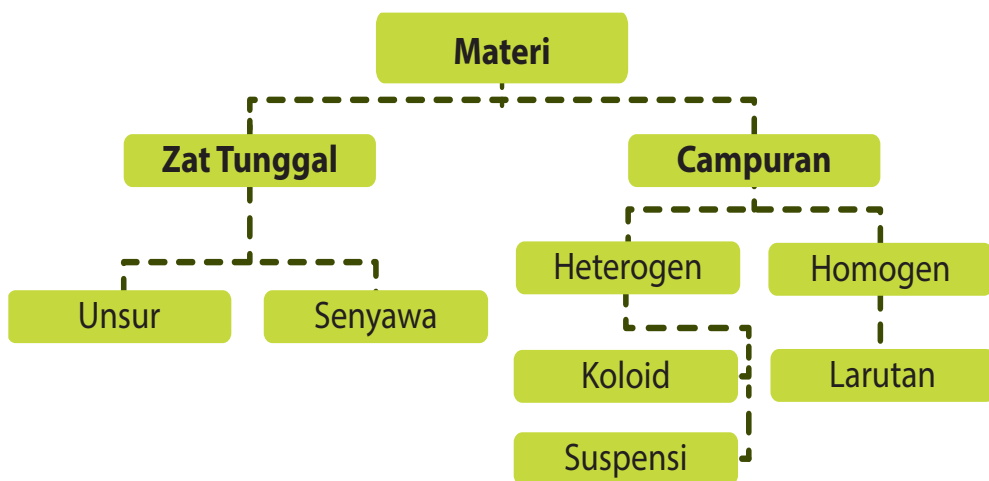 Materi
Zat Tunggal
Campuran
Heterogen
Homogen
Unsur
Senyawa
Koloid
Larutan
Suspensi